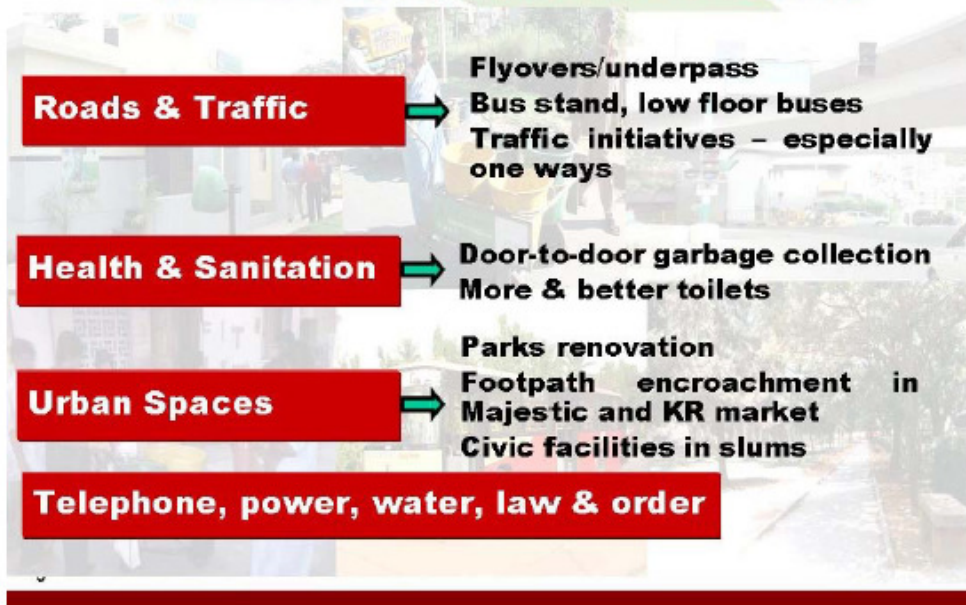 Roads & Traffic
Flyovers/underpass
Bus stand, low floor buses
Traffic initiatives – especially
one ways
Health & Sanitation
Door-to-door garbage collection
More & better toilets
Urban Spaces
Parks renovation
Footpath encroachment in
Majestic and KR market
Civic facilities in slums
Telephone, power, water, law & order